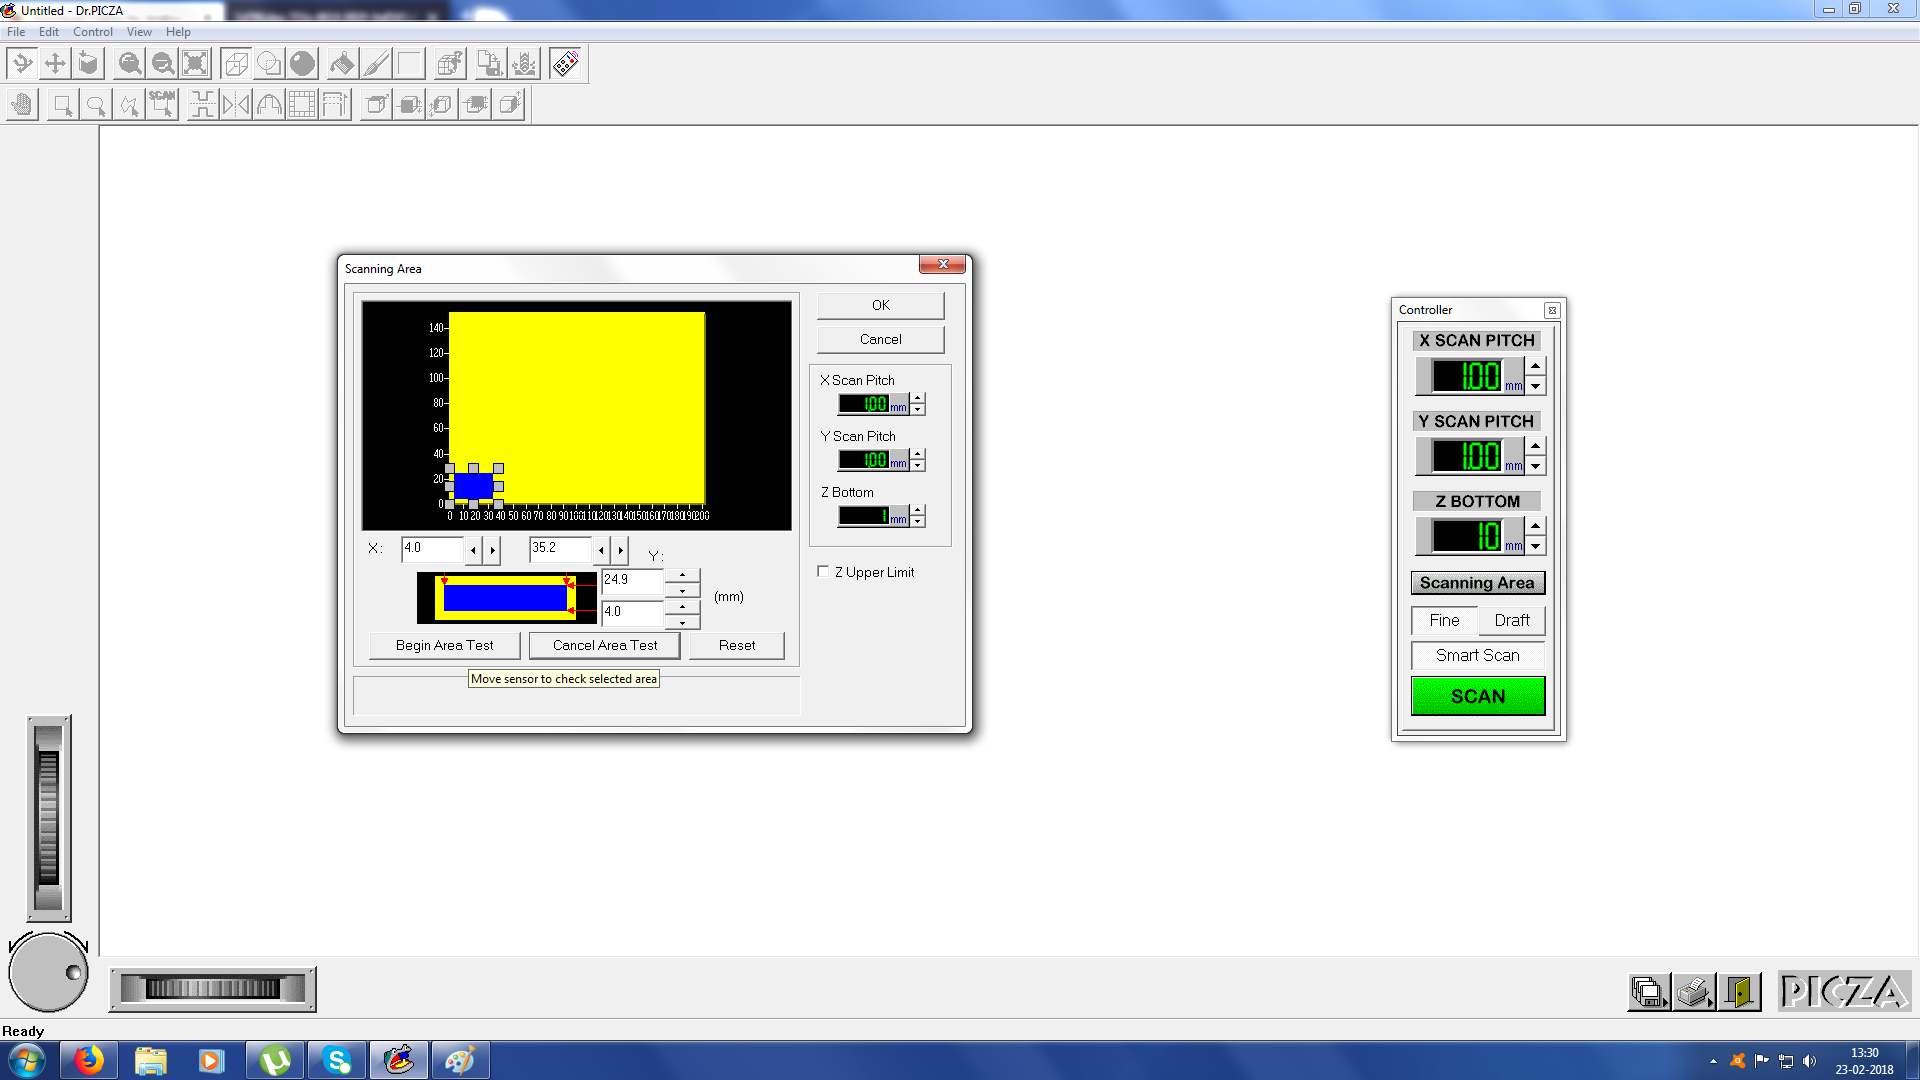 Untitled - Dr.PICZA
File Edit Control View Help
SCAN
Scanning Area
140
120
100
80
60
40
20
0
0 10 20 30 40 50 60 70 80 90 100 110 120 130 140 150 160 170 180 190 200
OK
Cancel
X Scan Pitch
1.00 mm
Y Scan Pitch
1.00 mm
Z Bottom
1 mm
Z Upper Limit
X: 4.0 35.2 Y:
24.9
4.0
(mm)
Begin Area Test Cancel Area Test Reset
Move sensor to check selected area
Controller
X SCAN PITCH
1.00 mm
Y SCAN PITCH
1.00 mm
Z BOTTOM
10 mm
Scanning Area
Fine Draft
Smart Scan
SCAN
PICZA
Ready
13:30
23-02-2018